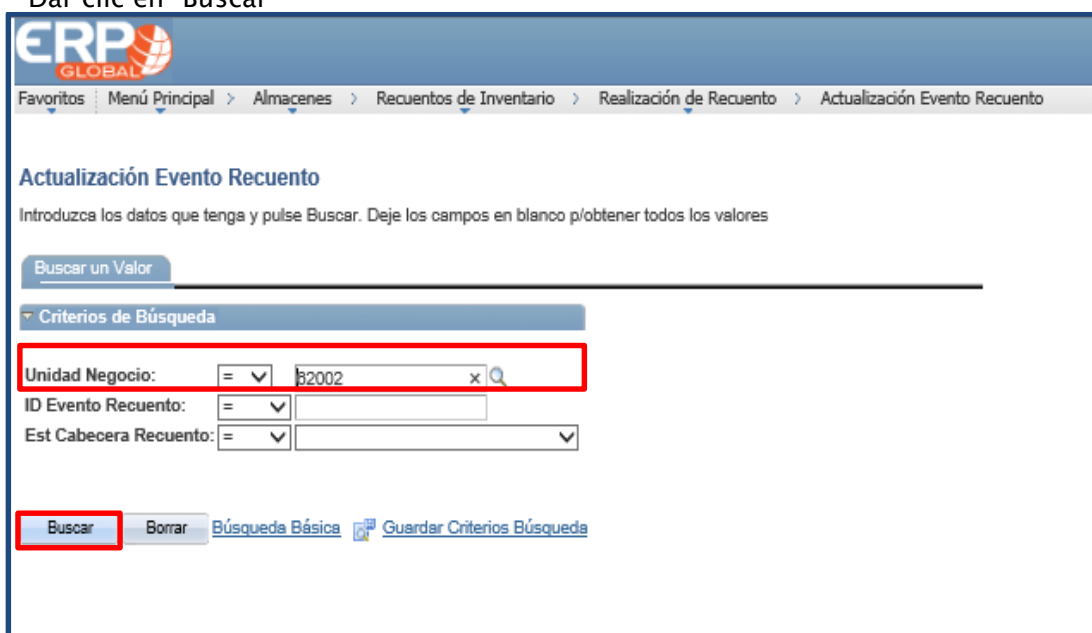 Dar clic en "Buscar"
ERP
GLOBAL
Favoritos Menú Principal > Almacenes > Recuentos de Inventario > Realización de Recuento > Actualización Evento Recuento
Actualización Evento Recuento
Introduzca los datos que tenga y pulse Buscar. Deje los campos en blanco p/obtener todos los valores
Buscar un Valor
Criterios de Búsqueda
Unidad Negocio: = 82002 x
ID Evento Recuento: =
Est Cabecera Recuento: =
Buscar Borrar Búsqueda Básica Guardar Criterios Búsqueda